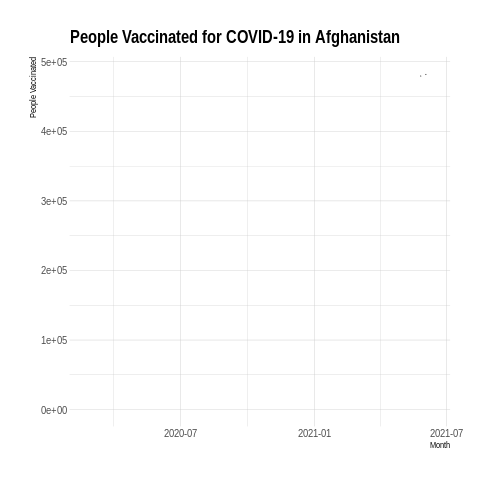 People Vaccinated for COVID-19 in Afghanistan
People Vaccinated
5e+05
4e+05
3e+05
2e+05
1e+05
0e+00
2020-07 2021-01 2021-07
Month